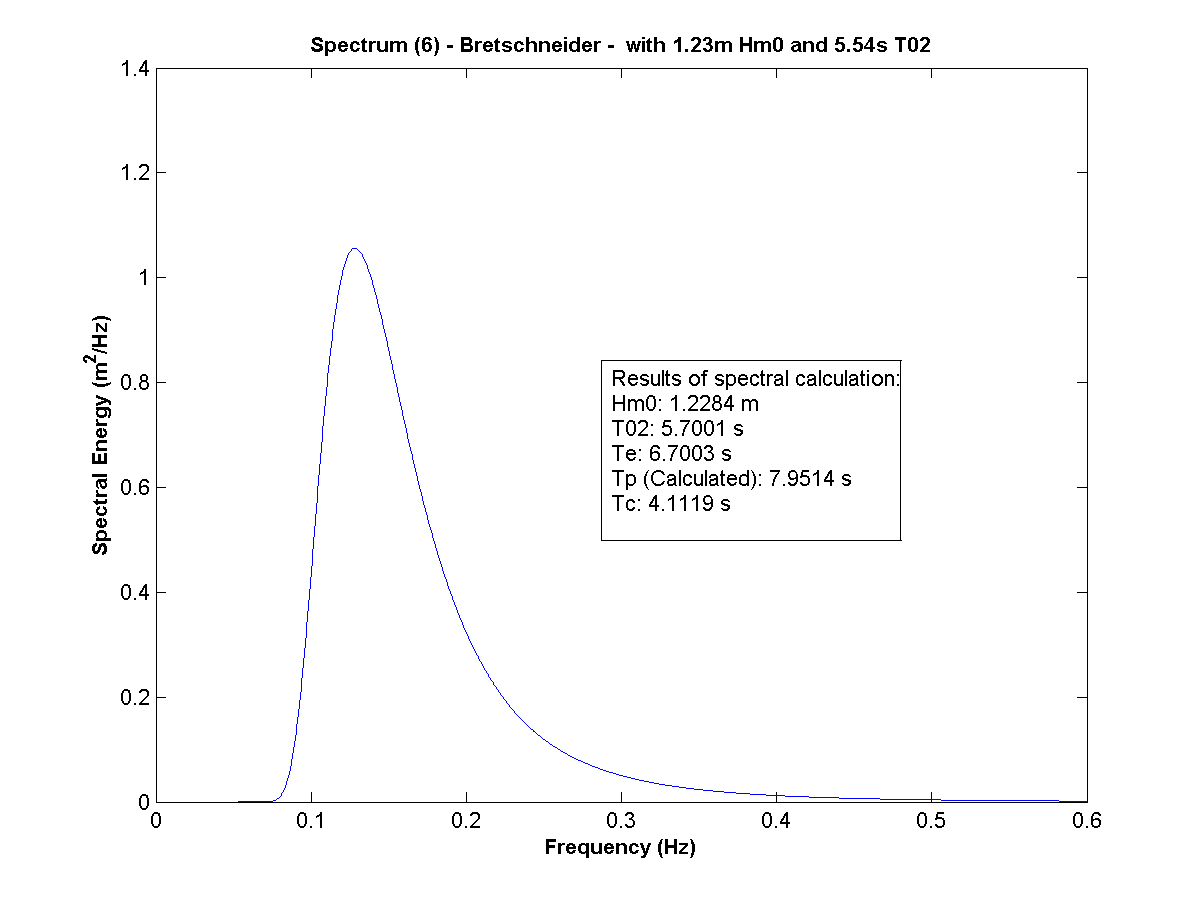 Spectrum (6) - Bretschneider -  with 1.23m Hm0 and 5.54s T02
1.4
1.2
1
0.8
0.6
0.4
0.2
0
Spectral Energy (m²/Hz)
Results of spectral calculation:
Hm0: 1.2284 m
T02: 5.7001 s
Te: 6.7003 s
Tp (Calculated): 7.9514 s
Tc: 4.1119 s
0 0.1 0.2 0.3 0.4 0.5 0.6
Frequency (Hz)